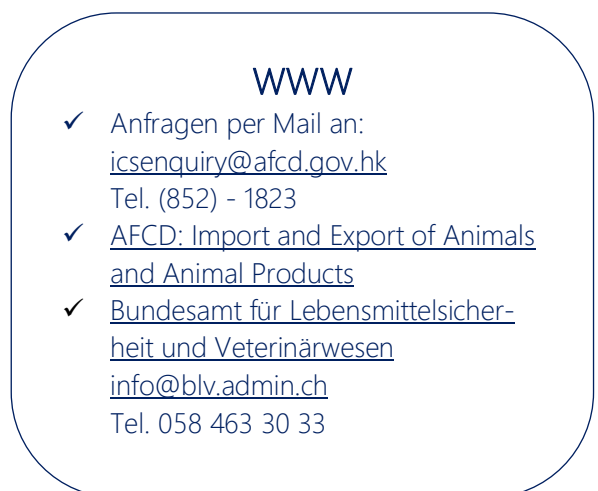 WWW
✓ Anfragen per Mail an:
icsenquiry@afcd.gov.hk
Tel. (852) - 1823
✓ AFCD: Import and Export of Animals
and Animal Products
✓ Bundesamt für Lebensmittelsicher-
heit und Veterinärwesen
info@blv.admin.ch
Tel. 058 463 30 33